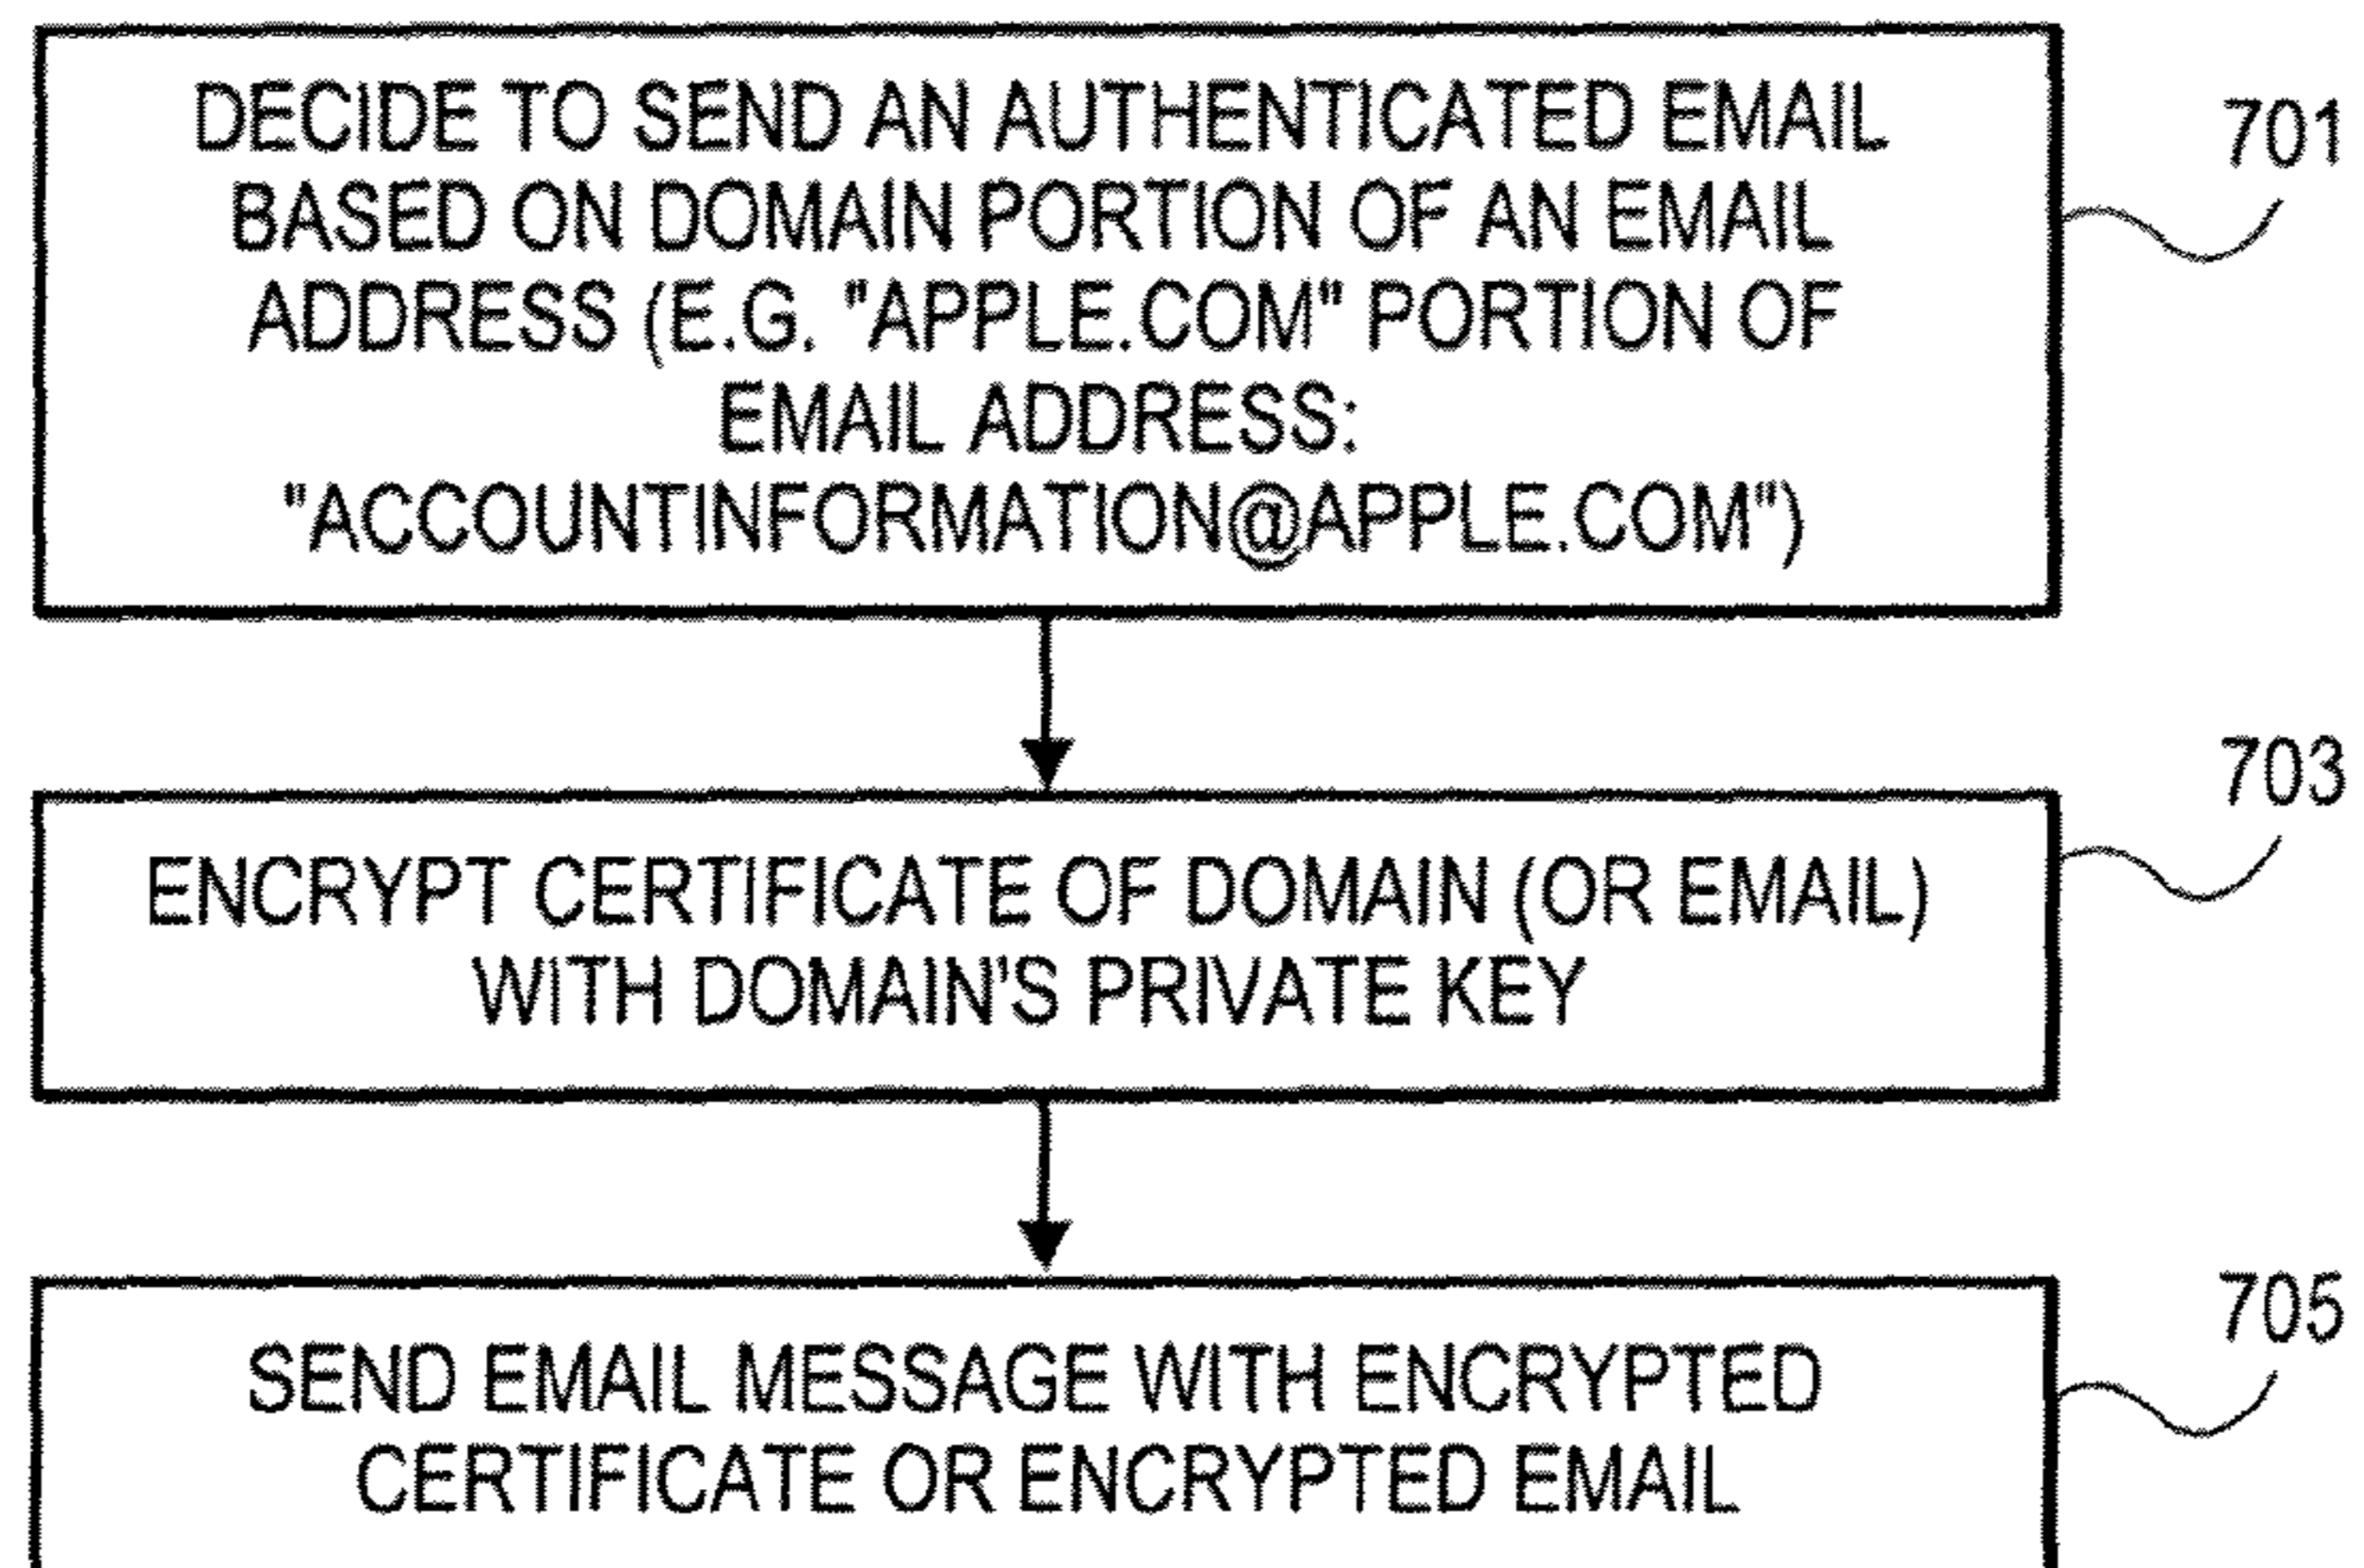 DECIDE TO SEND AN AUTHENTICATED EMAIL
BASED ON DOMAIN PORTION OF AN EMAIL
ADDRESS (E.G. "APPLE.COM" PORTION OF
EMAIL ADDRESS:
"ACCOUNTINFORMATION@APPLE.COM")
701
ENCRYPT CERTIFICATE OF DOMAIN (OR EMAIL)
WITH DOMAIN'S PRIVATE KEY
703
SEND EMAIL MESSAGE WITH ENCRYPTED
CERTIFICATE OR ENCRYPTED EMAIL
705